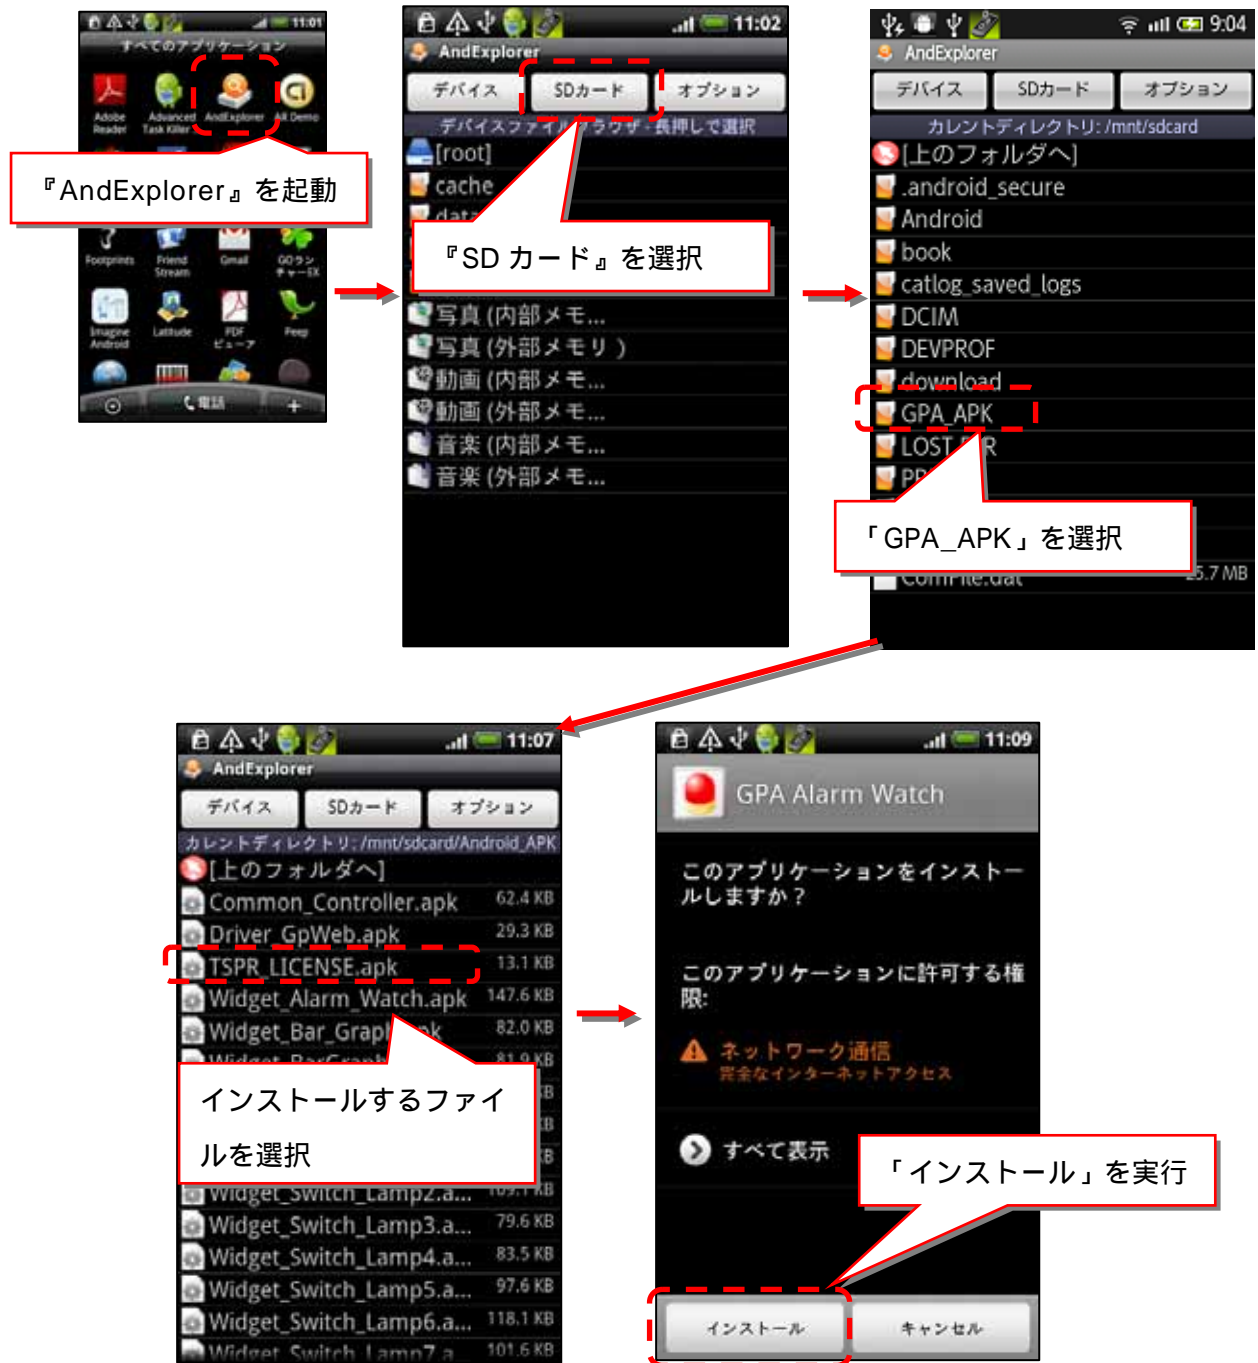 11:01
すべてのアプリケーション
Adobe Reader
Advanced Task Killer
AndExplorer
AR Demo
『AndExplorer』を起動
Footprints
Friend Stream
Gmail
GOランチャーEX
Imagine Android
Latitude
PDF ビューア
Peep
電話
11:02
AndExplorer
デバイス
SDカード
オプション
デバイスファイルブラウザ - 長押しで選択
[root]
cache
data
『SD カード』を選択
写真 (内部メモ...
写真 (外部メモリ )
動画 (内部メモ...
動画 (外部メモ...
音楽 (内部メモ...
音楽 (外部メモ...
9:04
AndExplorer
デバイス
SDカード
オプション
カレントディレクトリ: /mnt/sdcard
[上のフォルダへ]
.android_secure
Android
book
catlog_saved_logs
DCIM
DEVPROF
download
GPA_APK
「GPA_APK」を選択
25.7 MB
11:07
AndExplorer
デバイス
SDカード
オプション
カレントディレクトリ: /mnt/sdcard/Android_APK
[上のフォルダへ]
Common_Controller.apk 62.4 KB
Driver_GpWeb.apk 29.3 KB
TSPR_LICENSE.apk 13.1 KB
Widget_Alarm_Watch.apk 147.6 KB
Widget_Bar_Graph.apk 82.0 KB
81.9 KB
インストールするファイ
ルを選択
Widget_Switch_Lamp2.a... 109.1 KB
Widget_Switch_Lamp3.a... 79.6 KB
Widget_Switch_Lamp4.a... 83.5 KB
Widget_Switch_Lamp5.a... 97.6 KB
Widget_Switch_Lamp6.a... 118.1 KB
Widget_Switch_Lamp7.a... 101.6 KB
11:09
GPA Alarm Watch
このアプリケーションをインストー
ルしますか？
このアプリケーションに許可する権
限:
ネットワーク通信
完全なインターネットアクセス
すべて表示
「インストール」を実行
インストール
キャンセル